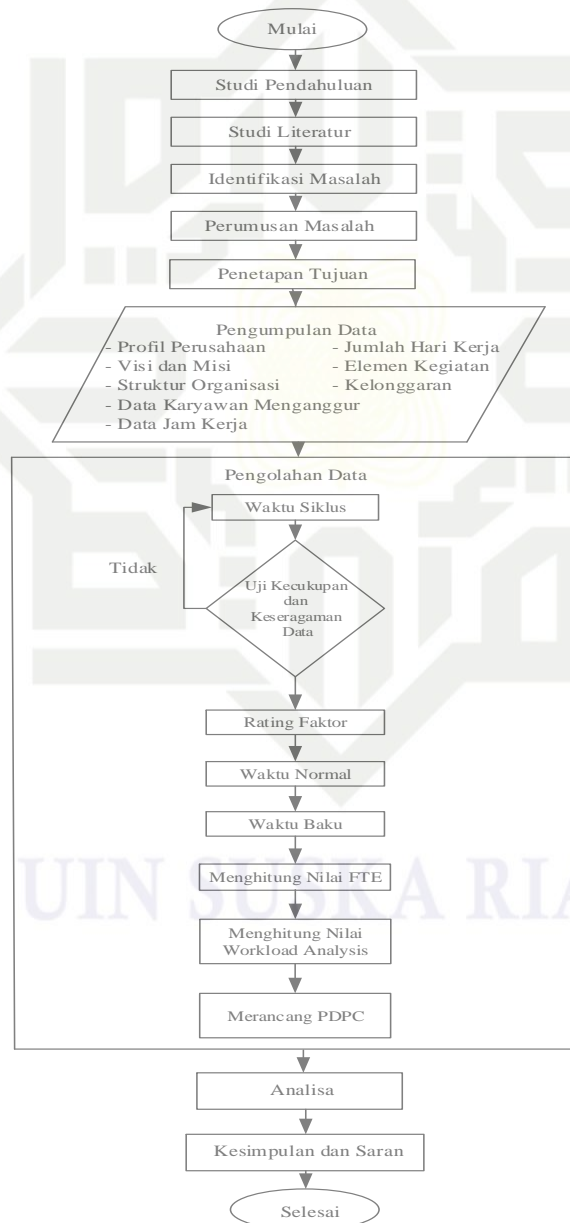 Mulai
Studi Pendahuluan
Studi Literatur
Identifikasi Masalah
Perumusan Masalah
Penetapan Tujuan
Pengumpulan Data
- Profil Perusahaan
- Visi dan Misi
- Struktur Organisasi
- Data Karyawan Menganggur
- Data Jam Kerja
- Jumlah Hari Kerja
- Elemen Kegiatan
- Kelonggaran
Pengolahan Data
Waktu Siklus
Tidak
Uji Kecukupan
dan
Keseragaman
Data
Rating Faktor
Waktu Normal
Waktu Baku
Menghitung Nilai FTE
Menghitung Nilai
Workload Analysis
Merancang PDPC
Analisa
Kesimpulan dan Saran
Selesai
UIN SUSKA RIA